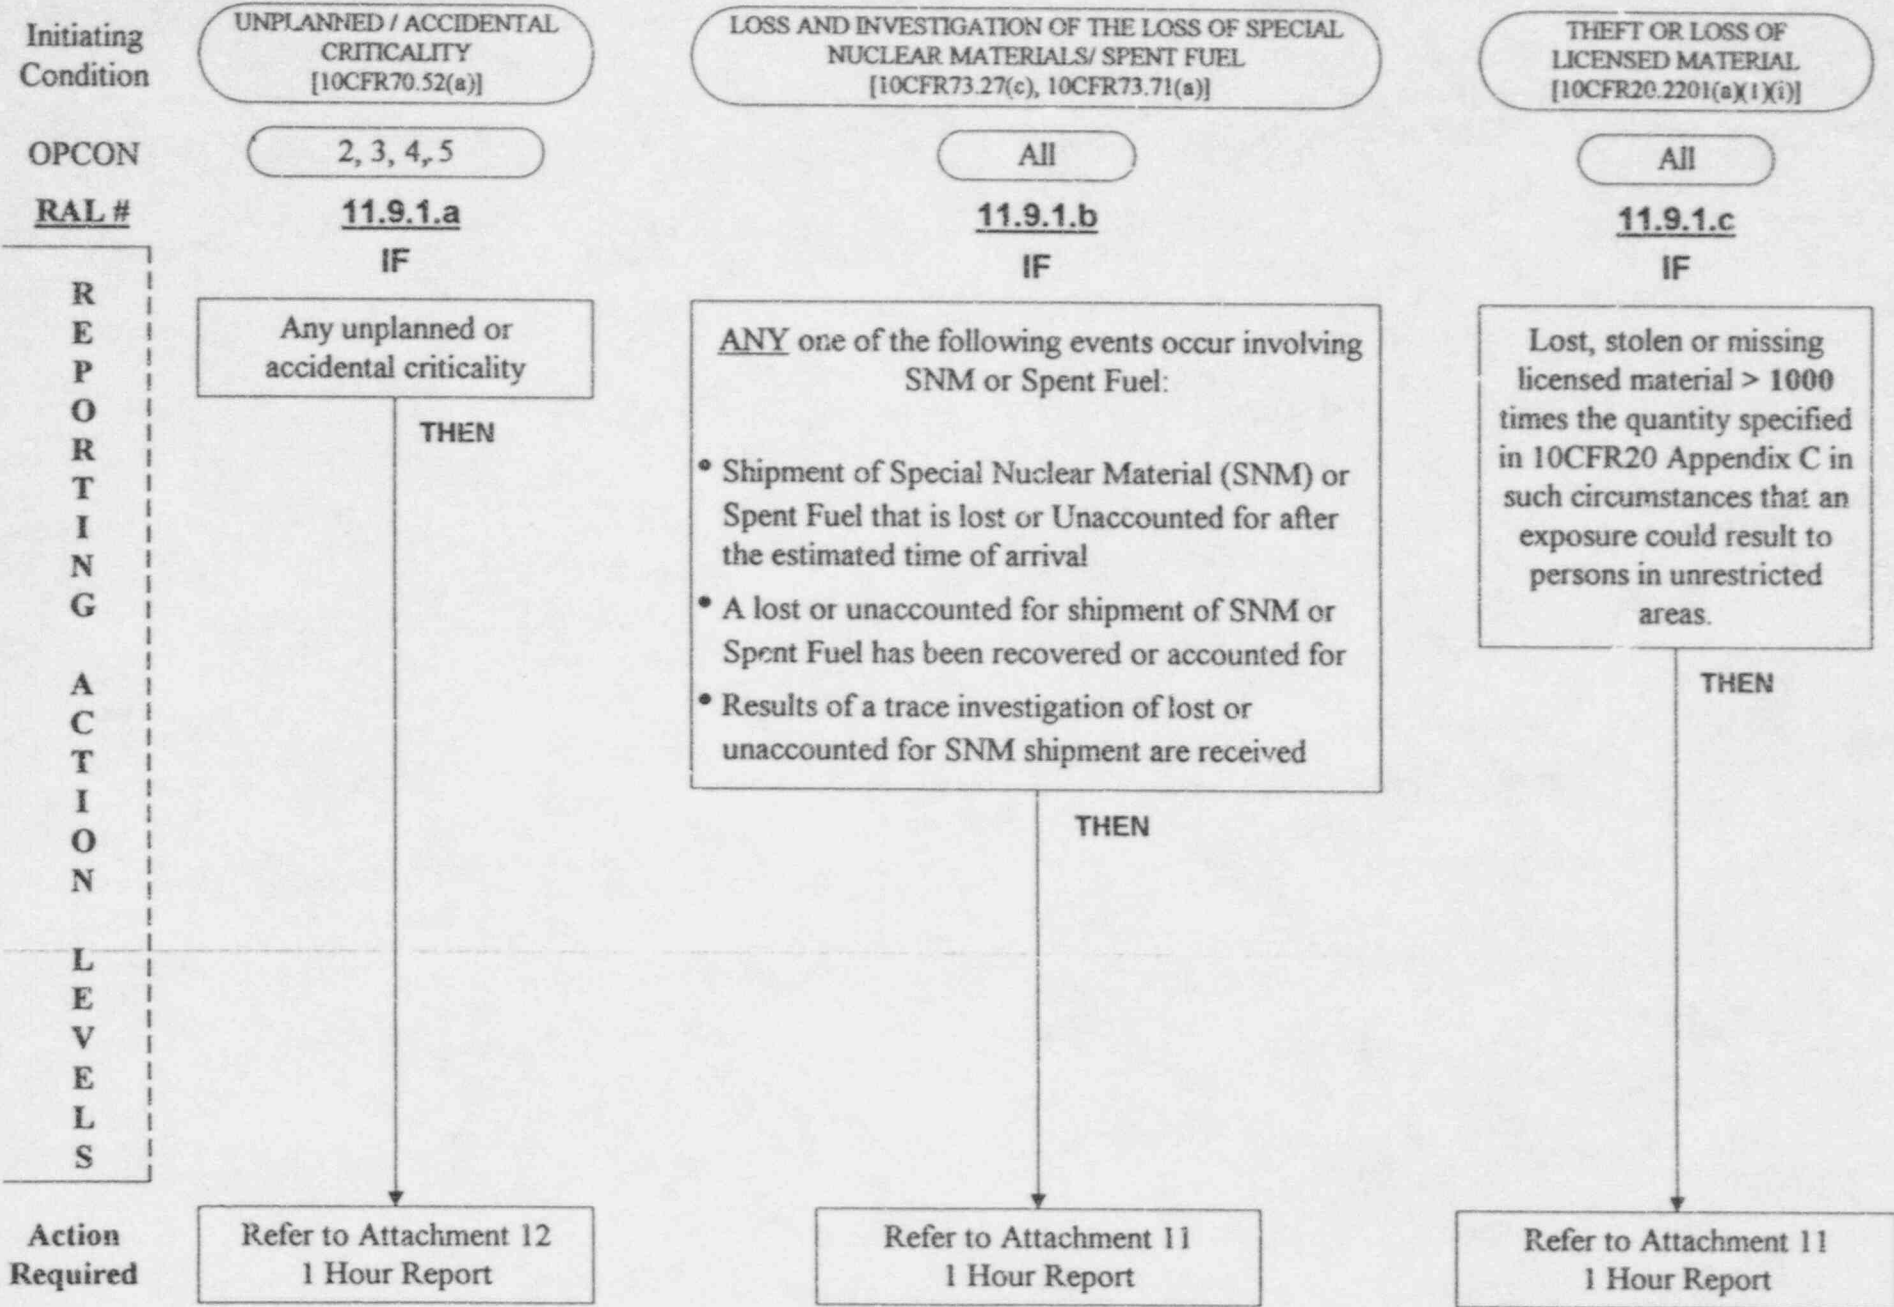 Initiating
Condition
UNPLANNED / ACCIDENTAL
CRITICALITY
[10CFR70.52(a)]
LOSS AND INVESTIGATION OF THE LOSS OF SPECIAL
NUCLEAR MATERIALS/ SPENT FUEL
[10CFR73.27(c), 10CFR73.71(a)]
THEFT OR LOSS OF
LICENSED MATERIAL
[10CFR20.2201(a)(1)(i)]
OPCON
2, 3, 4, 5
All
All
RAL #
11.9.1.a
11.9.1.b
11.9.1.c
IF
IF
IF
REPORTING
ACTION
LEVELS
Any unplanned or
accidental criticality
THEN
ANY one of the following events occur involving
SNM or Spent Fuel:
• Shipment of Special Nuclear Material (SNM) or
Spent Fuel that is lost or Unaccounted for after
the estimated time of arrival
• A lost or unaccounted for shipment of SNM or
Spent Fuel has been recovered or accounted for
• Results of a trace investigation of lost or
unaccounted for SNM shipment are received
THEN
Lost, stolen or missing
licensed material > 1000
times the quantity specified
in 10CFR20 Appendix C in
such circumstances that an
exposure could result to
persons in unrestricted
areas.
THEN
Action
Required
Refer to Attachment 12
1 Hour Report
Refer to Attachment 11
1 Hour Report
Refer to Attachment 11
1 Hour Report